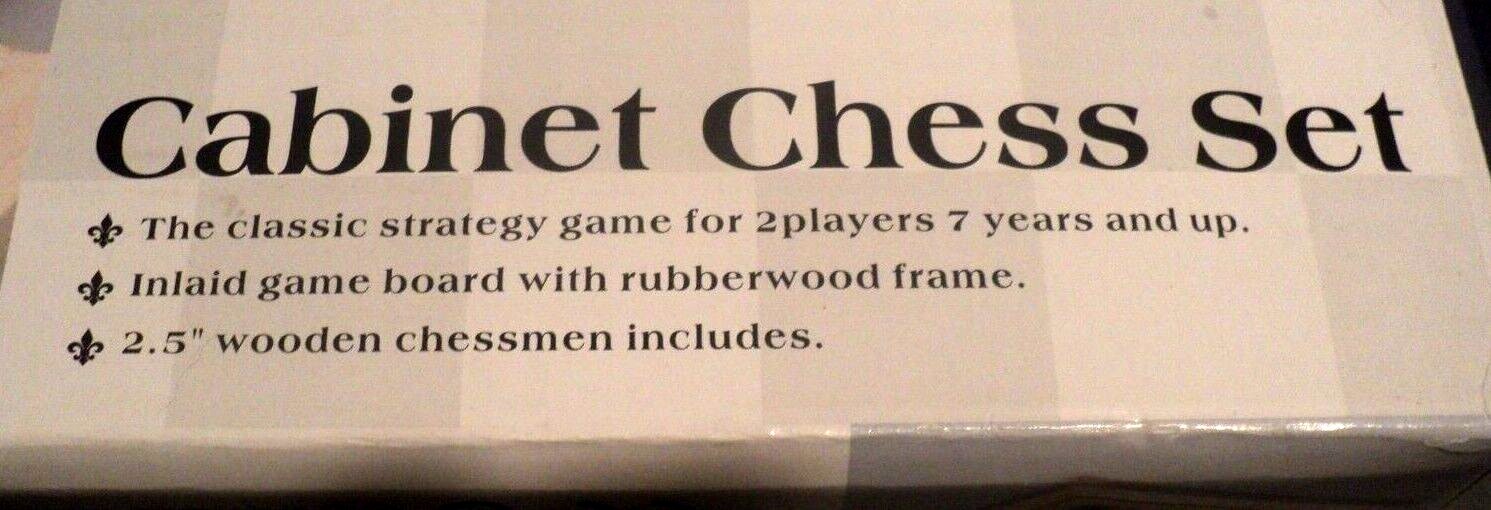 Cabinet Chess Set
The classic strategy game for 2players 7 years and up.
Inlaid game board with rubberwood frame.
2.5" wooden chessmen includes.